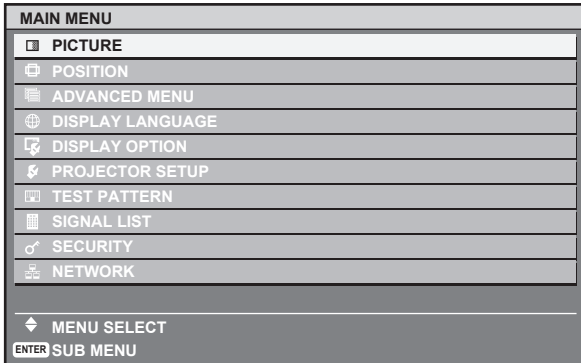 MAIN MENU
PICTURE
POSITION
ADVANCED MENU
DISPLAY LANGUAGE
DISPLAY OPTION
PROJECTOR SETUP
TEST PATTERN
SIGNAL LIST
SECURITY
NETWORK
MENU SELECT
ENTER SUB MENU